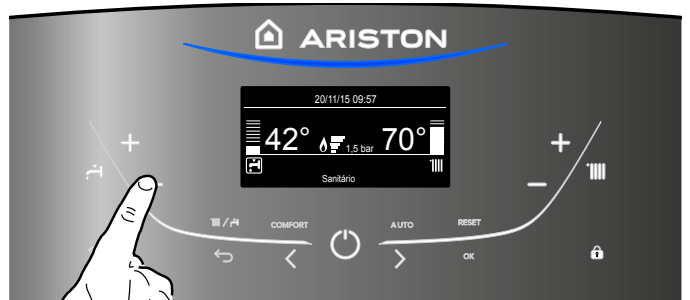 ARISTON
20/11/15 09:57
42° 1,5 bar 70°
Sanitário
+ +
- -
COMFORT AUTO RESET
OK